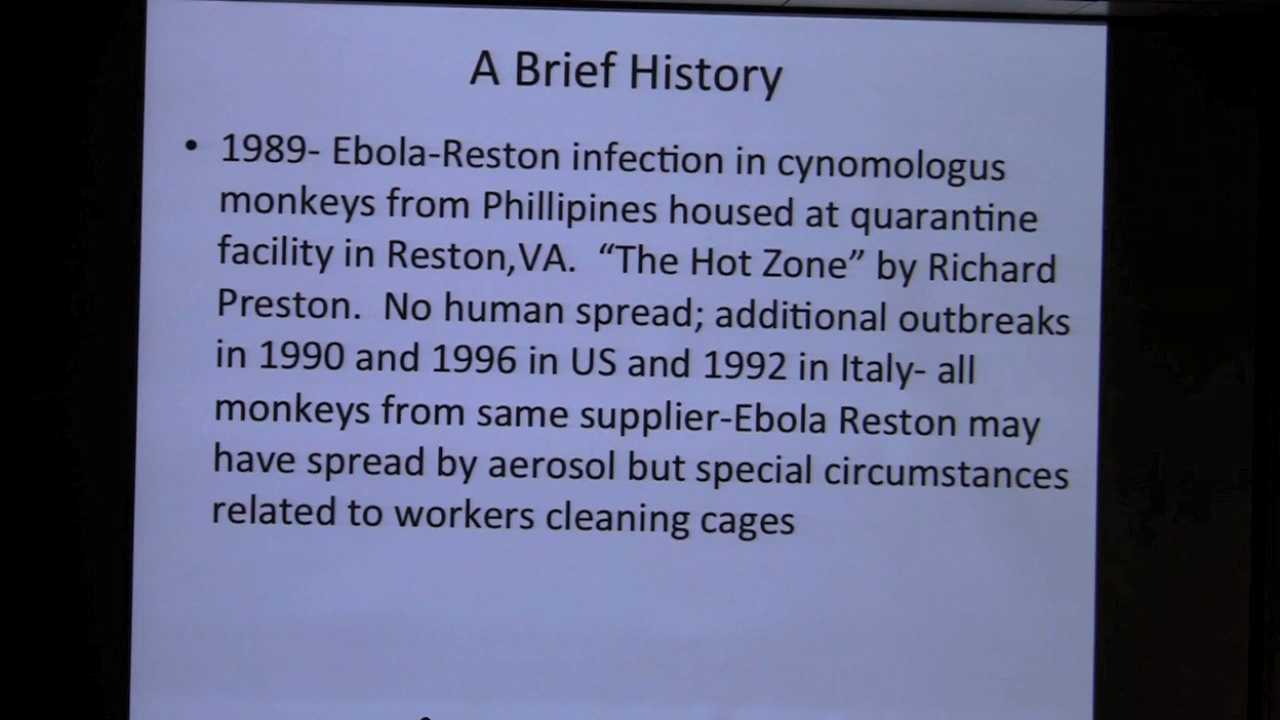 A Brief History
• 1989- Ebola-Reston infection in cynomologus
monkeys from Phillipines housed at quarantine
facility in Reston,VA.  “The Hot Zone” by Richard
Preston.  No human spread; additional outbreaks
in 1990 and 1996 in US and 1992 in Italy- all
monkeys from same supplier-Ebola Reston may
have spread by aerosol but special circumstances
related to workers cleaning cages